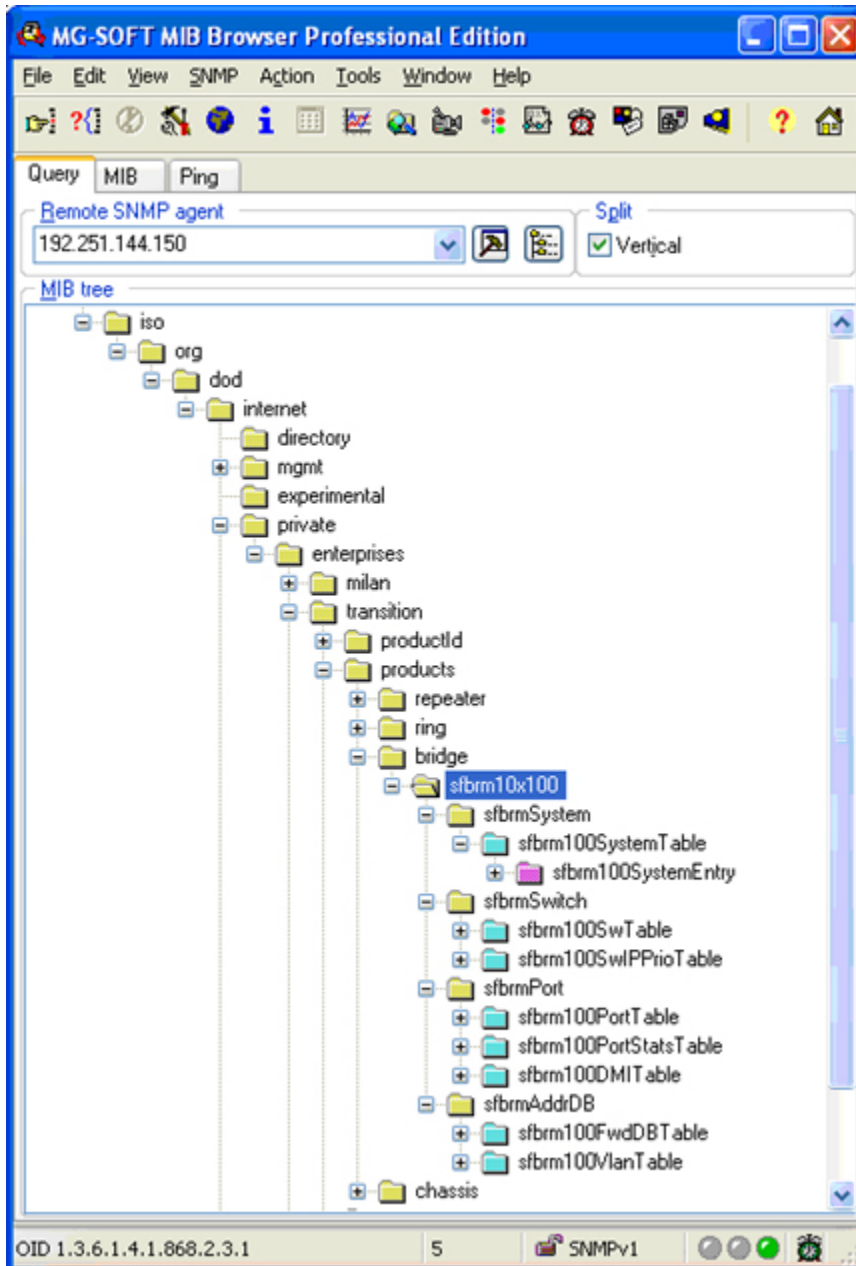 MG-SOFT MIB Browser Professional Edition
File Edit View SNMP Action Tools Window Help
Query MIB Ping
Remote SNMP agent Split
192.251.144.150 Vertical
MIB tree
iso
org
dod
internet
directory
mgmt
experimental
private
enterprises
milan
transition
productId
products
repeater
ring
bridge
sfbrm10x100
sfbrmSystem
sfbrm100SystemTable
sfbrm100SystemEntry
sfbrmSwitch
sfbrm100SwTable
sfbrm100SwIPPrioTable
sfbrmPort
sfbrm100PortTable
sfbrm100PortStatsTable
sfbrm100DMITable
sfbrmAddrDB
sfbrm100FwdDBTable
sfbrm100VlanTable
chassis
OID 1.3.6.1.4.1.868.2.3.1 5 SNMPv1